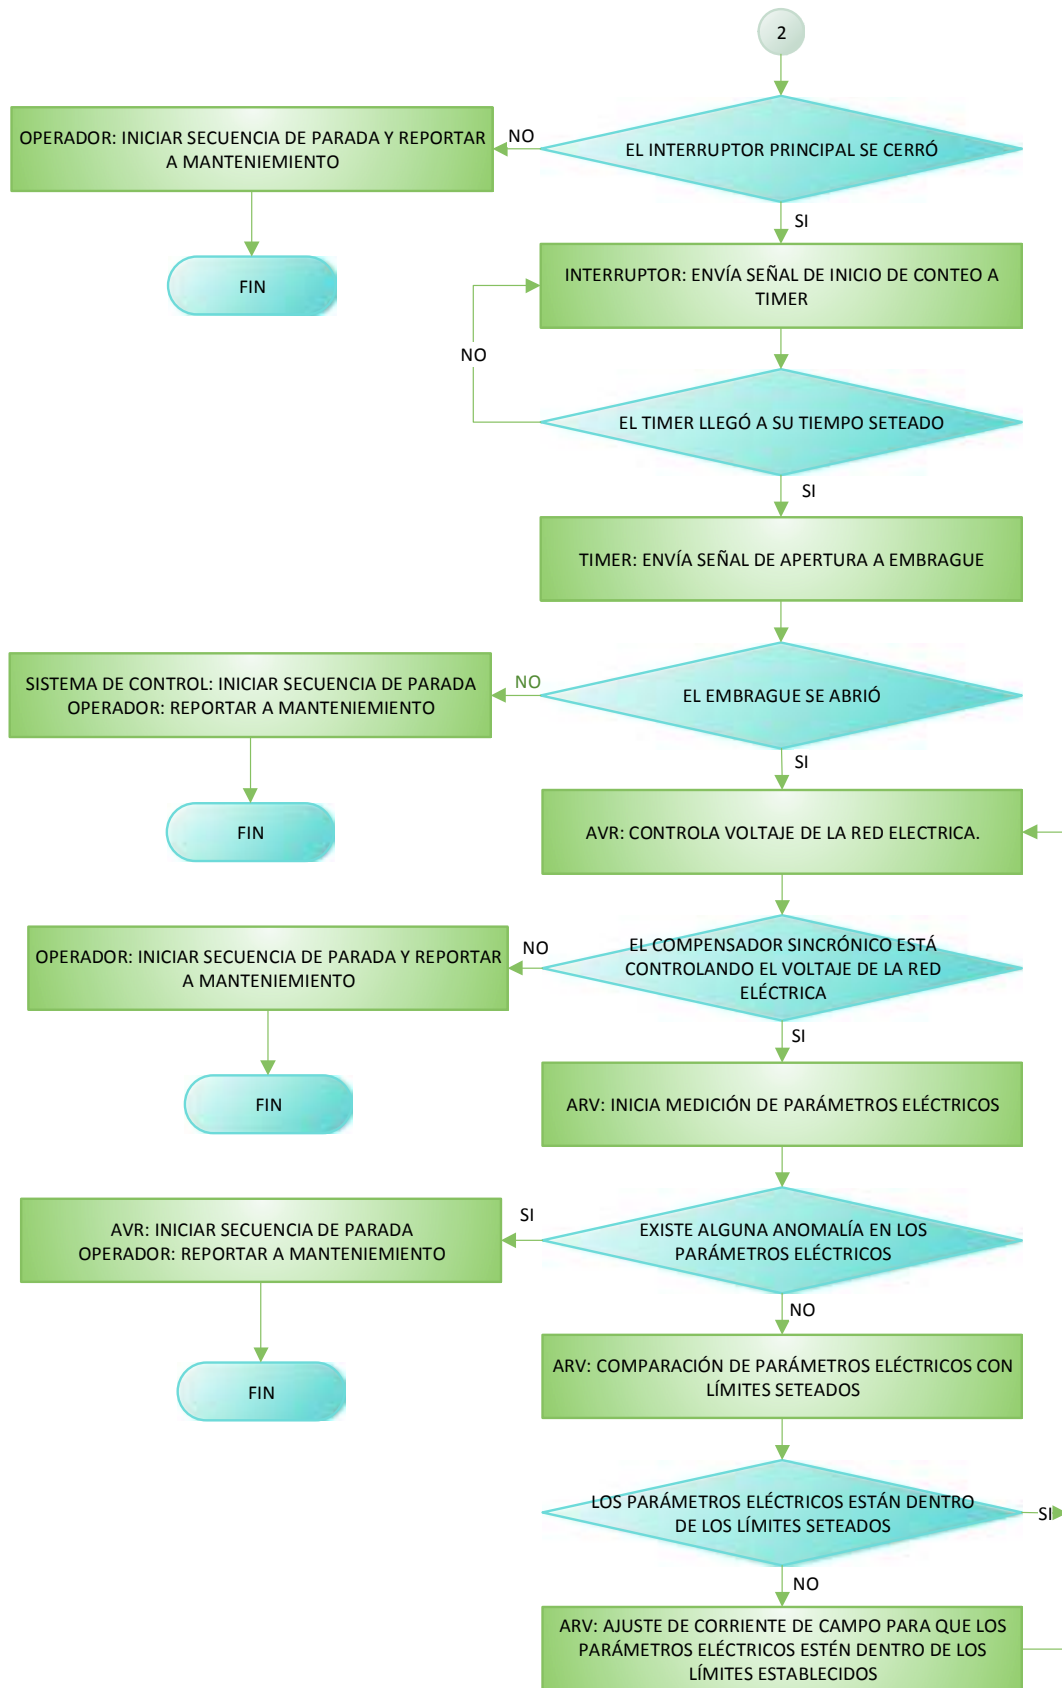 2
EL INTERRUPTOR PRINCIPAL SE CERRÓ
NO
OPERADOR: INICIAR SECUENCIA DE PARADA Y REPORTAR
A MANTENIEMIENTO
FIN
SI
INTERRUPTOR: ENVÍA SEÑAL DE INICIO DE CONTEO A
TIMER
NO
EL TIMER LLEGÓ A SU TIEMPO SETEADO
SI
TIMER: ENVÍA SEÑAL DE APERTURA A EMBRAGUE
EL EMBRAGUE SE ABRIÓ
NO
SISTEMA DE CONTROL: INICIAR SECUENCIA DE PARADA
OPERADOR: REPORTAR A MANTENIEMIENTO
FIN
SI
AVR: CONTROLA VOLTAJE DE LA RED ELECTRICA.
EL COMPENSADOR SINCRÓNICO ESTÁ
CONTROLANDO EL VOLTAJE DE LA RED
ELÉCTRICA
NO
OPERADOR: INICIAR SECUENCIA DE PARADA Y REPORTAR
A MANTENIEMIENTO
FIN
SI
ARV: INICIA MEDICIÓN DE PARÁMETROS ELÉCTRICOS
EXISTE ALGUNA ANOMALÍA EN LOS
PARÁMETROS ELÉCTRICOS
SI
AVR: INICIAR SECUENCIA DE PARADA
OPERADOR: REPORTAR A MANTENIEMIENTO
FIN
NO
ARV: COMPARACIÓN DE PARÁMETROS ELÉCTRICOS CON
LÍMITES SETEADOS
LOS PARÁMETROS ELÉCTRICOS ESTÁN DENTRO
DE LOS LÍMITES SETEADOS
SI
NO
ARV: AJUSTE DE CORRIENTE DE CAMPO PARA QUE LOS
PARÁMETROS ELÉCTRICOS ESTÉN DENTRO DE LOS
LÍMITES ESTABLECIDOS